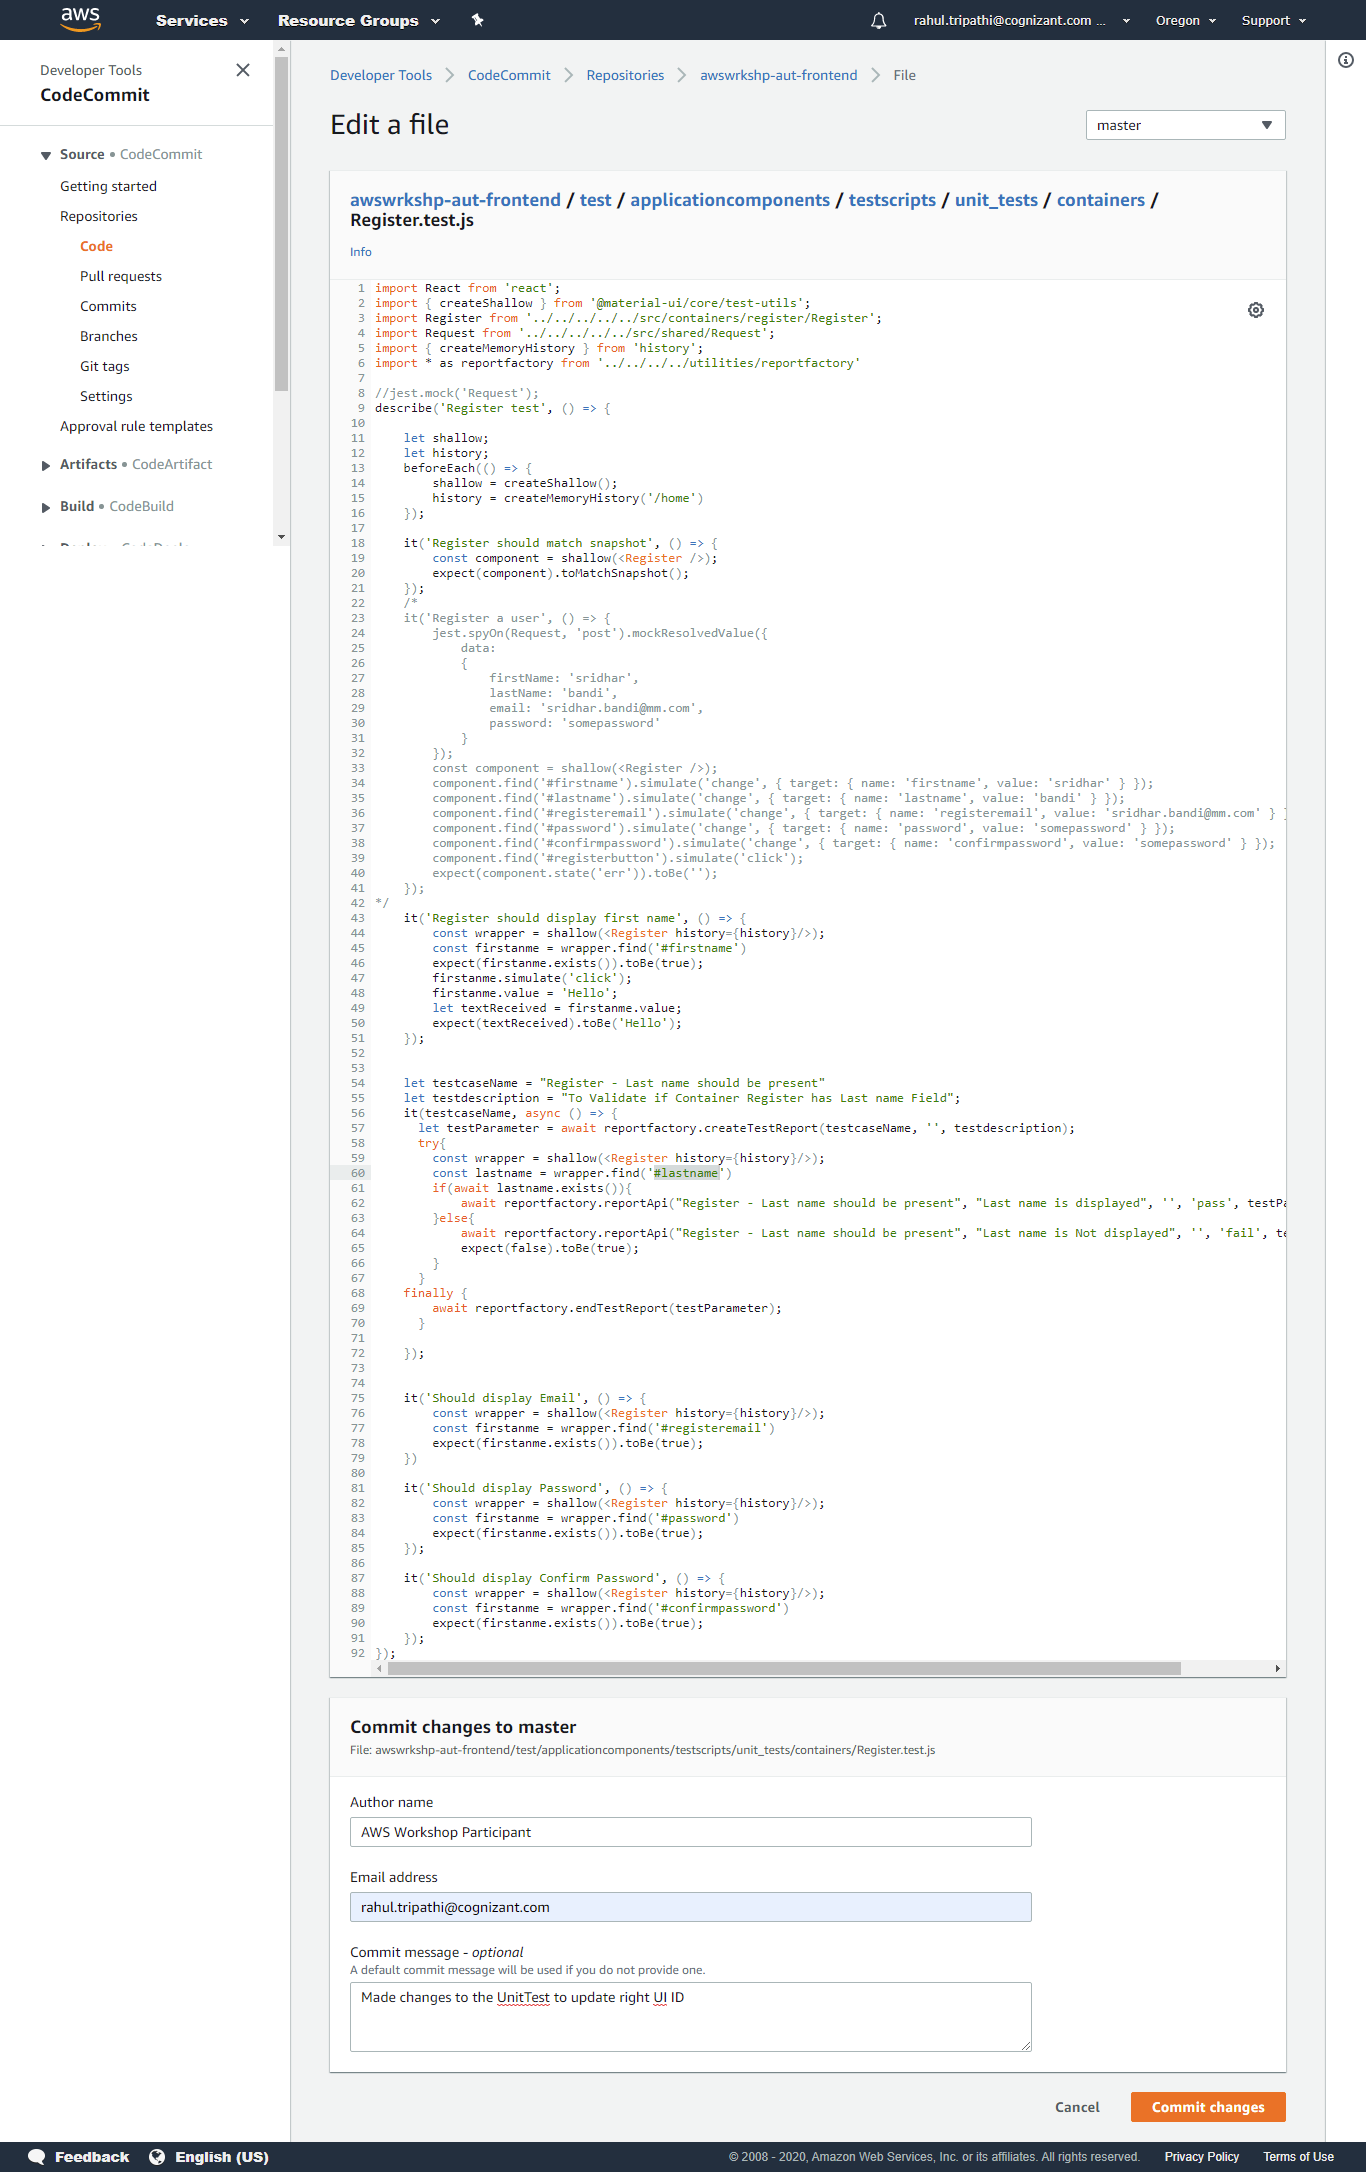 aws Services Resource Groups rahul.tripathi@cognizant.com ... Oregon Support
Developer Tools
CodeCommit
Source • CodeCommit
Getting started
Repositories
Code
Pull requests
Commits
Branches
Git tags
Settings
Approval rule templates
Artifacts • CodeArtifact
Build • CodeBuild
Developer Tools > CodeCommit > Repositories > awswrkshp-aut-frontend > File
Edit a file
master
awswrkshp-aut-frontend / test / applicationcomponents / testscripts / unit_tests / containers /
Register.test.js
Info
1 import React from 'react';
2 import { createShallow } from '@material-ui/core/test-utils';
3 import Register from '../../../../../src/containers/register/Register';
4 import Request from '../../../../../src/shared/Request';
5 import { createMemoryHistory } from 'history';
6 import * as reportfactory from '../../../../utilities/reportfactory'
7
8 //jest.mock('Request');
9 describe('Register test', () => {
10
11 let shallow;
12 let history;
13 beforeEach(() => {
14 shallow = createShallow();
15 history = createMemoryHistory('/home')
16 });
17
18 it('Register should match snapshot', () => {
19 const component = shallow(<Register />);
20 expect(component).toMatchSnapshot();
21 });
22 /*
23 it('Register a user', () => {
24 jest.spyOn(Request, 'post').mockResolvedValue({
25 data:
26 {
27 firstName: 'sridhar',
28 lastName: 'bandi',
29 email: 'sridhar.bandi@mm.com',
30 password: 'somepassword'
31 }
32 });
33 const component = shallow(<Register />);
34 component.find('#firstname').simulate('change', { target: { name: 'firstname', value: 'sridhar' } });
35 component.find('#lastname').simulate('change', { target: { name: 'lastname', value: 'bandi' } });
36 component.find('#registeremail').simulate('change', { target: { name: 'registeremail', value: 'sridhar.bandi@mm.com' } }
37 component.find('#password').simulate('change', { target: { name: 'password', value: 'somepassword' } });
38 component.find('#confirmpassword').simulate('change', { target: { name: 'confirmpassword', value: 'somepassword' } });
39 component.find('#registerbutton').simulate('click');
40 expect(component.state('err')).toBe('');
41 });
42 */
43 it('Register should display first name', () => {
44 const wrapper = shallow(<Register history={history}/>);
45 const firstanme = wrapper.find('#firstname')
46 expect(firstanme.exists()).toBe(true);
47 firstanme.simulate('click');
48 firstanme.value = 'Hello';
49 let textReceived = firstanme.value;
50 expect(textReceived).toBe('Hello');
51 });
52
53
54 let testcaseName = "Register - Last name should be present"
55 let testdescription = "To Validate if Container Register has Last name Field";
56 it(testcaseName, async () => {
57 let testParameter = await reportfactory.createTestReport(testcaseName, '', testdescription);
58 try{
59 const wrapper = shallow(<Register history={history}/>);
60 const lastname = wrapper.find('#lastname')
61 if(await lastname.exists()){
62 await reportfactory.reportApi("Register - Last name should be present", "Last name is displayed", '', 'pass', testPa
63 }else{
64 await reportfactory.reportApi("Register - Last name should be present", "Last name is Not displayed", '', 'fail', te
65 expect(false).toBe(true);
66 }
67 }
68 finally {
69 await reportfactory.endTestReport(testParameter);
70 }
71
72 });
73
74
75 it('Should display Email', () => {
76 const wrapper = shallow(<Register history={history}/>);
77 const firstanme = wrapper.find('#registeremail')
78 expect(firstanme.exists()).toBe(true);
79 })
80
81 it('Should display Password', () => {
82 const wrapper = shallow(<Register history={history}/>);
83 const firstanme = wrapper.find('#password')
84 expect(firstanme.exists()).toBe(true);
85 });
86
87 it('Should display Confirm Password', () => {
88 const wrapper = shallow(<Register history={history}/>);
89 const firstanme = wrapper.find('#confirmpassword')
90 expect(firstanme.exists()).toBe(true);
91 });
92 });
Commit changes to master
File: awswrkshp-aut-frontend/test/applicationcomponents/testscripts/unit_tests/containers/Register.test.js
Author name
AWS Workshop Participant
Email address
rahul.tripathi@cognizant.com
Commit message - optional
A default commit message will be used if you do not provide one.
Made changes to the UnitTest to update right UI ID
Cancel Commit changes
Feedback English (US) © 2008 - 2020, Amazon Web Services, Inc. or its affiliates. All rights reserved. Privacy Policy Terms of Use